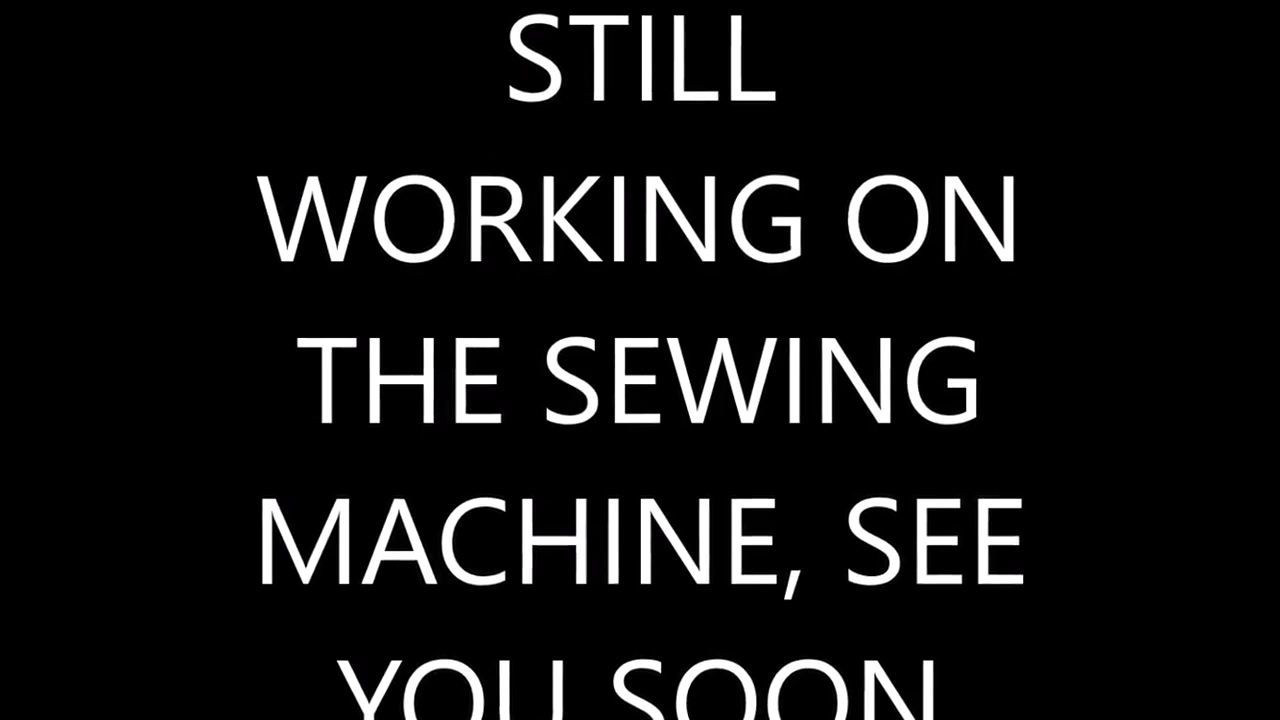 STILL
WORKING ON
THE SEWING
MACHINE, SEE
YOU SOON